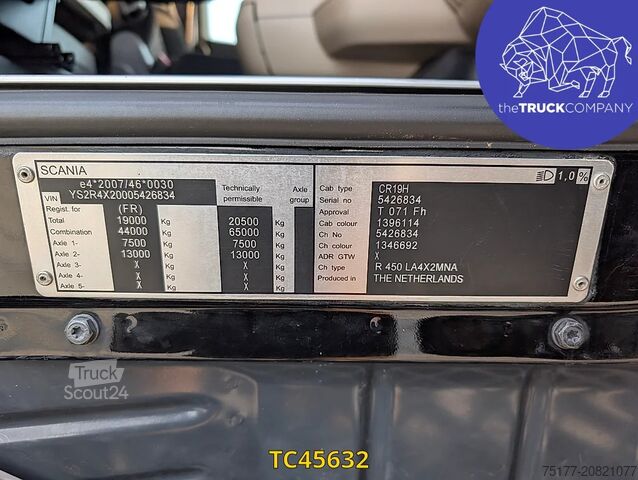 theTRUCKCOMPANY
SCANIA
1,0 %
e4*2007/46*0030
VIN YS2R4X20005426834
Technically permissible
Axle group
Regist. for (FR)
Total 19000 Kg 20500 Kg
Combination 44000 Kg 65000 Kg
Axle 1- 7500 Kg 7500 Kg
Axle 2- 13000 Kg 13000 Kg
Axle 3- X Kg X Kg
Axle 4- X Kg X Kg
Axle 5- X Kg X Kg
Cab type CR19H
Serial no 5426834
Approval T 071 Fh
Cab colour 1396114
Ch No 5426834
Ch colour 1346692
ADR GTW X
Ch type R 450 LA4X2MNA
Produced in THE NETHERLANDS
Truck
Scout24
TC45632
75177-20821077